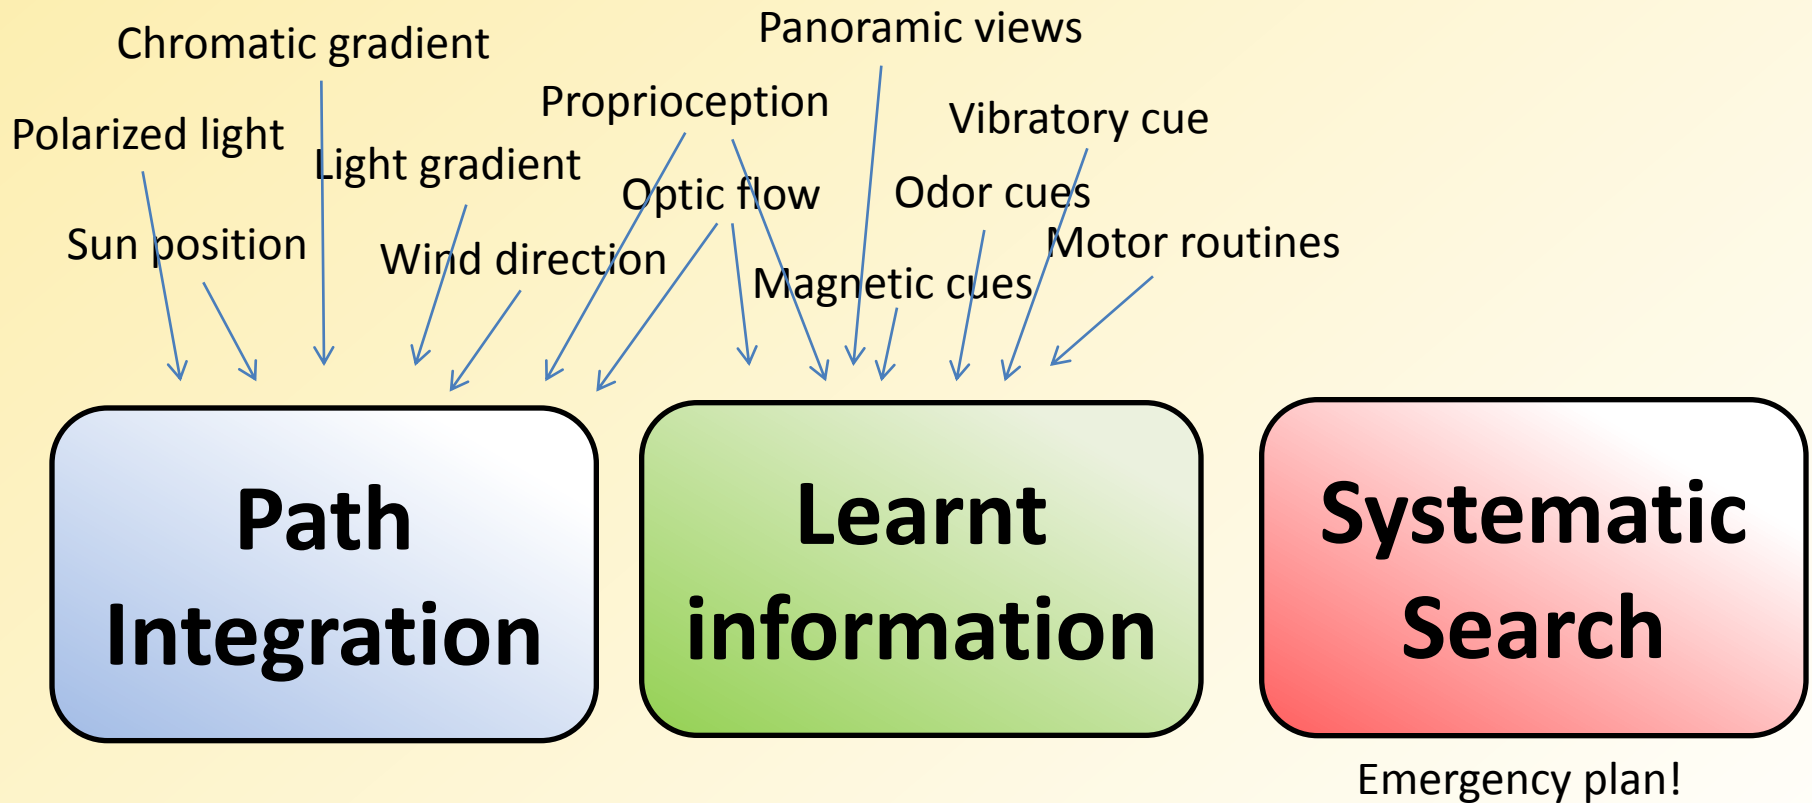 Panoramic views
Chromatic gradient
Proprioception
Vibratory cue
Polarized light
Light gradient
Optic flow
Odor cues
Sun position
Wind direction
Motor routines
Magnetic cues
Path
Integration
Learnt
information
Systematic
Search
Emergency plan!